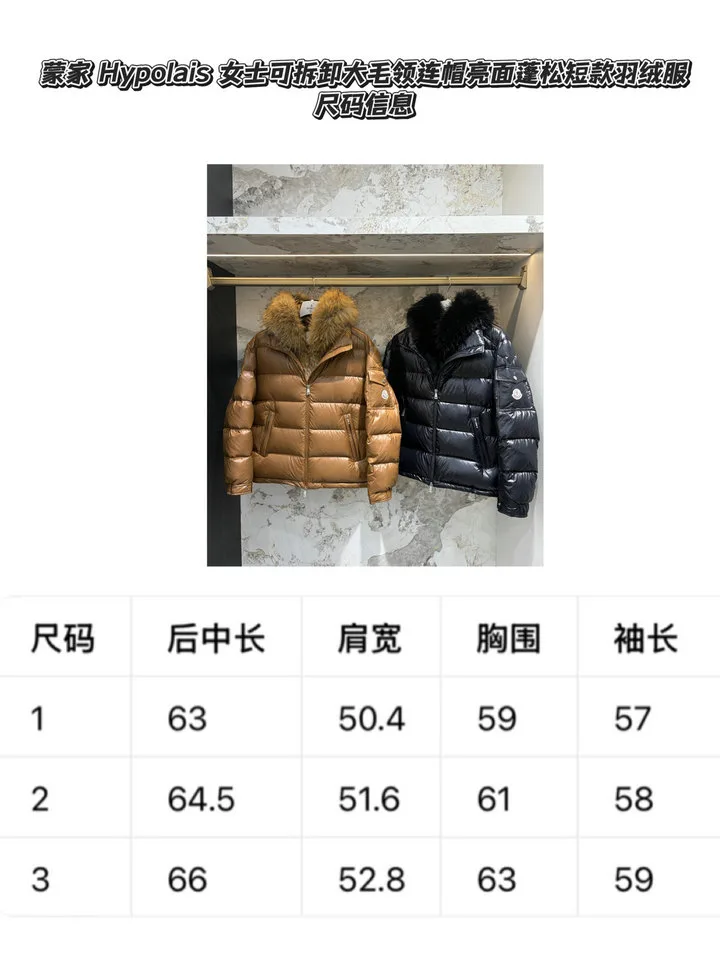 蒙家 Hypolais 女士可拆卸大毛领连帽亮面蓬松短款羽绒服
尺码信息
尺码 后中长 肩宽 胸围 袖长
1 63 50.4 59 57
2 64.5 51.6 61 58
3 66 52.8 63 59